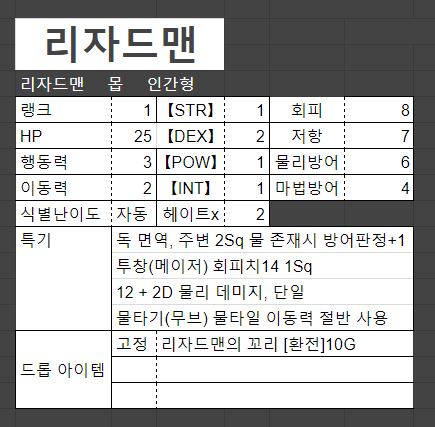 리자드맨
리자드맨 몹 인간형
랭크 1 【STR】 1 회피 8
HP 25 【DEX】 2 저항 7
행동력 3 【POW】 1 물리방어 6
이동력 2 【INT】 1 마법방어 4
식별난이도 자동 헤이트x 2
특기 독 면역, 주변 2Sq 물 존재시 방어판정+1
투창(메이저) 회피치14 1Sq
12 + 2D 물리 데미지, 단일
물타기(무브) 물타일 이동력 절반 사용
드롭 아이템 고정 리자드맨의 꼬리 [환전]10G